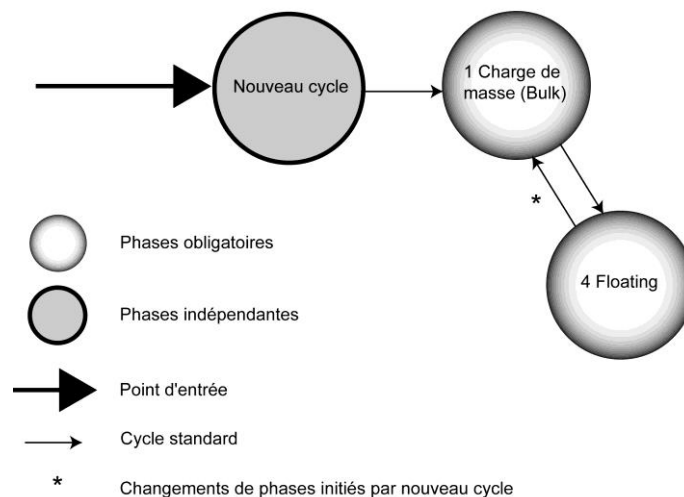 Nouveau cycle
1 Charge de
masse (Bulk)
*
4 Floating
Phases obligatoires
Phases indépendantes
Point d'entrée
Cycle standard
* Changements de phases initiés par nouveau cycle